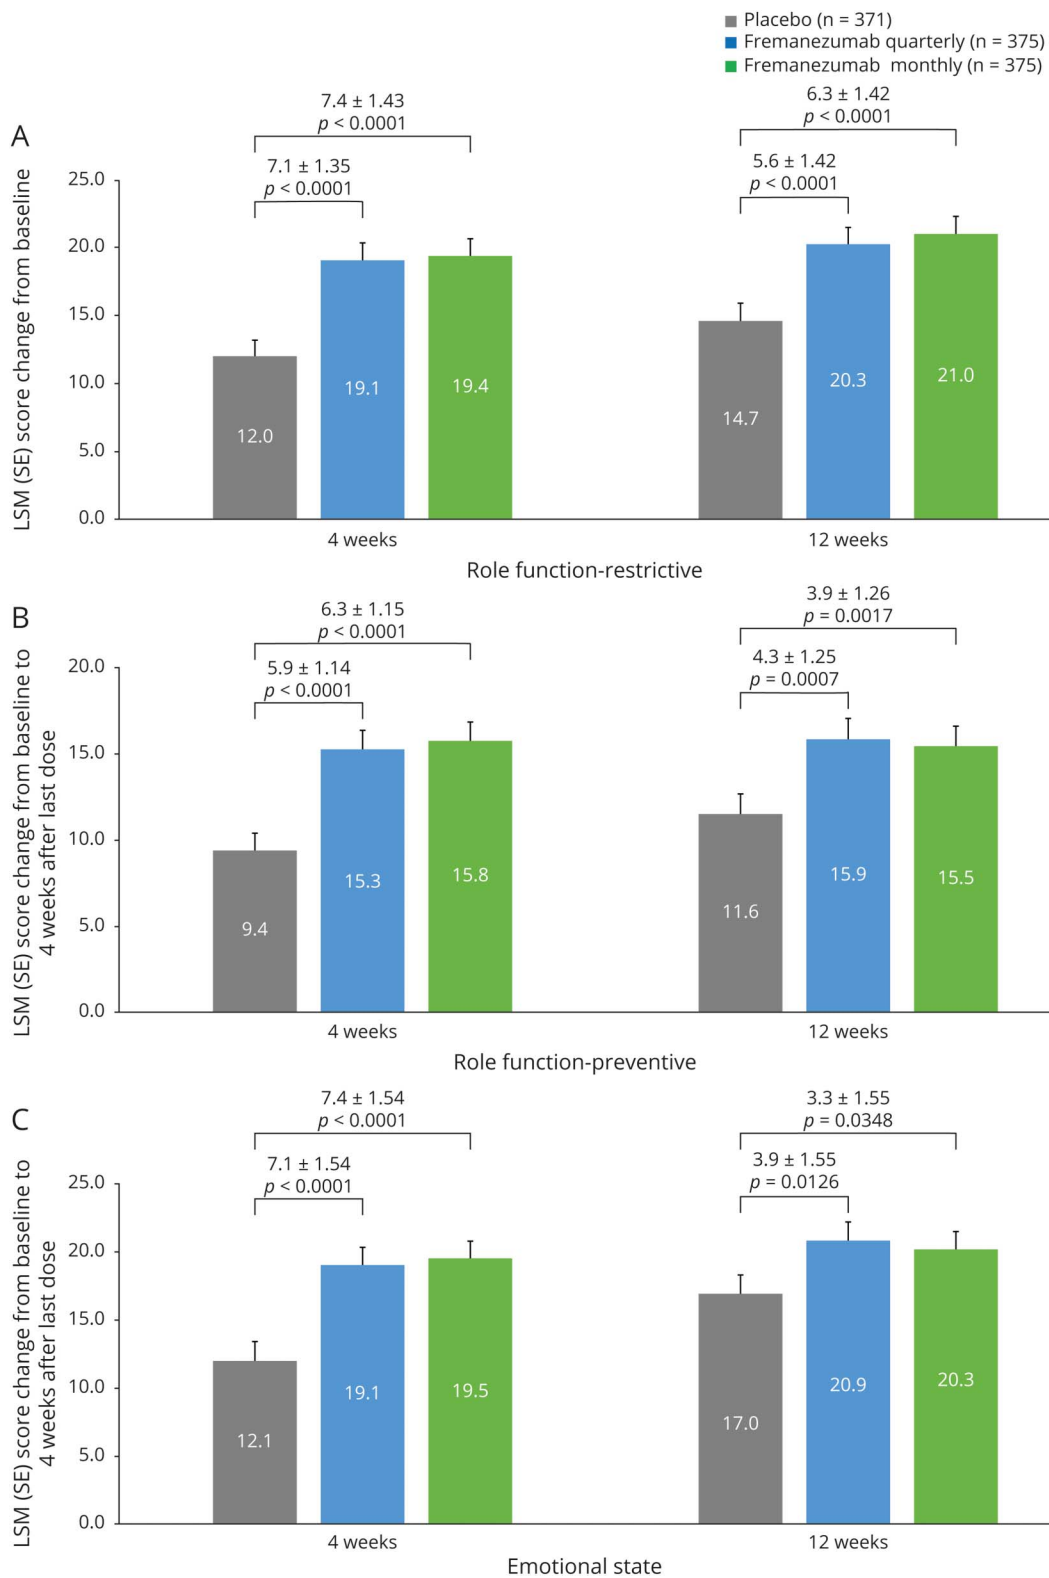 Placebo (n = 371)
Fremanezumab quarterly (n = 375)
Fremanezumab monthly (n = 375)
A
LSM (SE) score change from baseline
25.0
20.0
15.0
10.0
5.0
0.0
7.4 ± 1.43
p < 0.0001
7.1 ± 1.35
p < 0.0001
12.0
19.1
19.4
4 weeks
6.3 ± 1.42
p < 0.0001
5.6 ± 1.42
p < 0.0001
14.7
20.3
21.0
12 weeks
Role function-restrictive
B
LSM (SE) score change from baseline to
4 weeks after last dose
20.0
15.0
10.0
5.0
0.0
6.3 ± 1.15
p < 0.0001
5.9 ± 1.14
p < 0.0001
9.4
15.3
15.8
4 weeks
3.9 ± 1.26
p = 0.0017
4.3 ± 1.25
p = 0.0007
11.6
15.9
15.5
12 weeks
Role function-preventive
C
LSM (SE) score change from baseline to
4 weeks after last dose
25.0
20.0
15.0
10.0
5.0
0.0
7.4 ± 1.54
p < 0.0001
7.1 ± 1.54
p < 0.0001
12.1
19.1
19.5
4 weeks
3.3 ± 1.55
p = 0.0348
3.9 ± 1.55
p = 0.0126
17.0
20.9
20.3
12 weeks
Emotional state